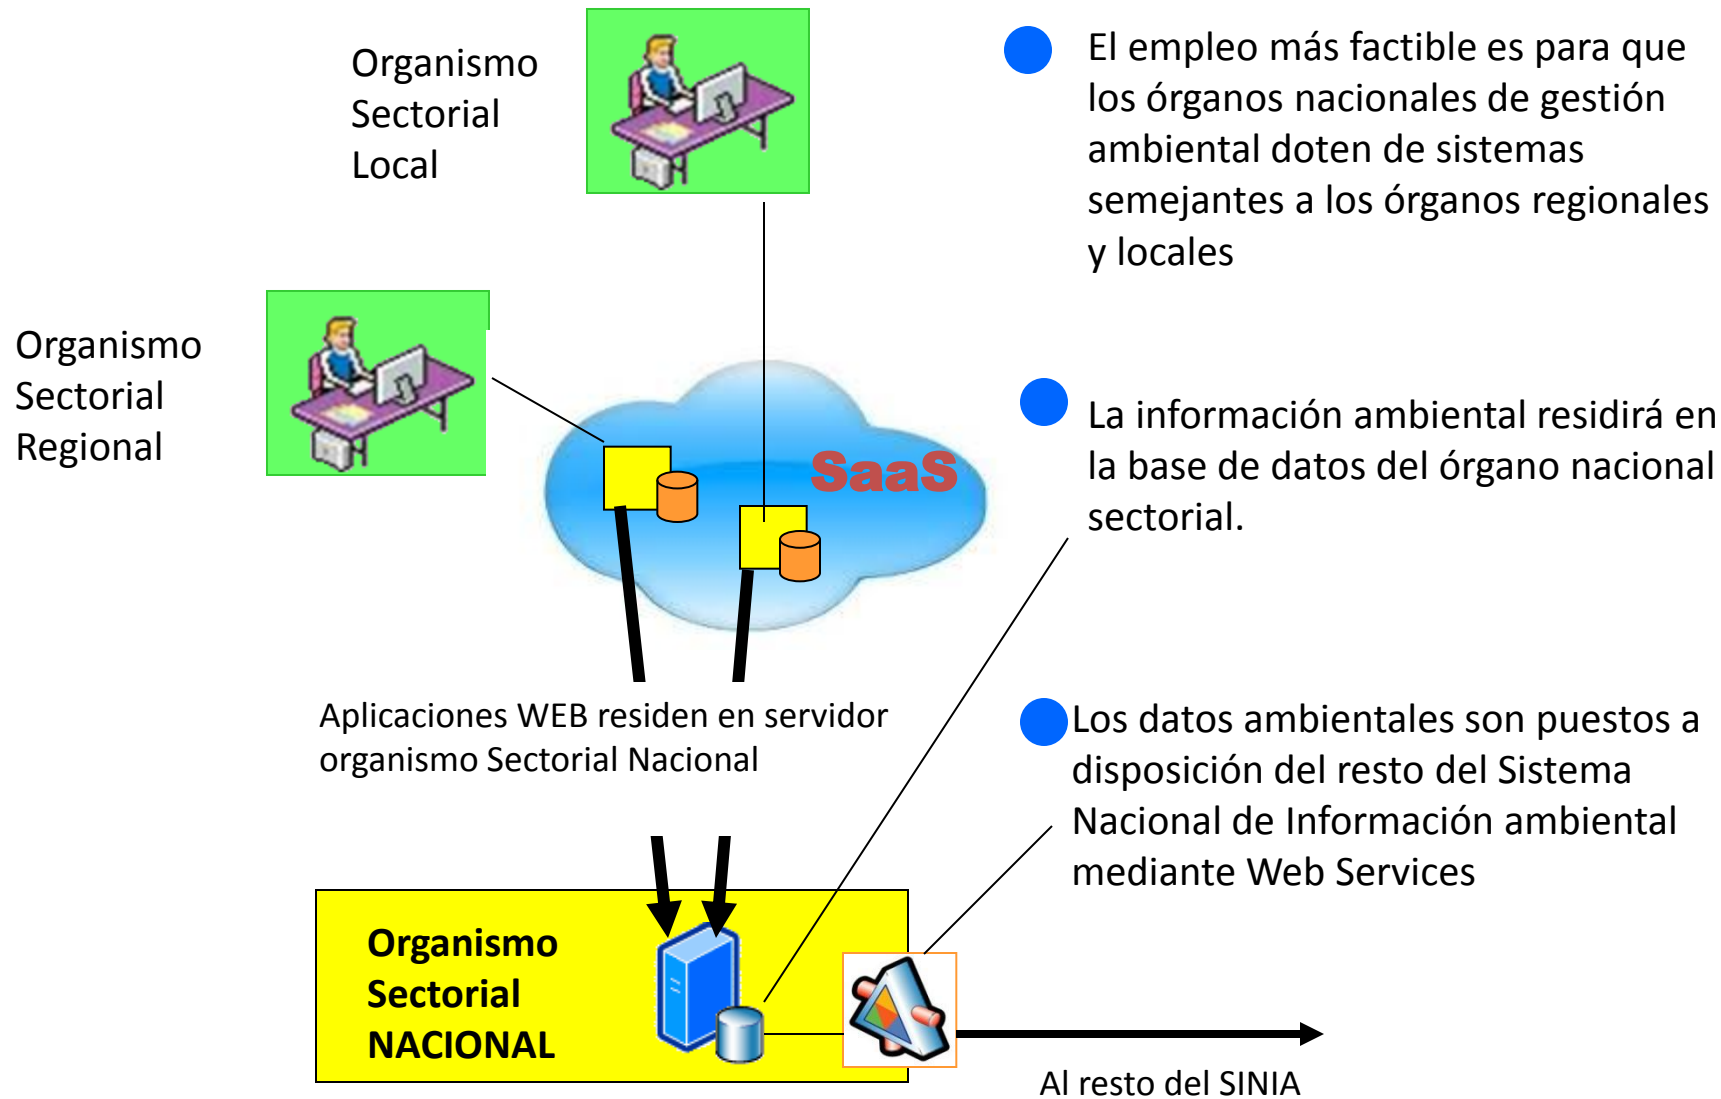 Organismo
Sectorial
Local
El empleo más factible es para que
los órganos nacionales de gestión
ambiental doten de sistemas
semejantes a los órganos regionales
y locales
Organismo
Sectorial
Regional
SaaS
La información ambiental residirá en
la base de datos del órgano nacional
sectorial.
Aplicaciones WEB residen en servidor
organismo Sectorial Nacional
Los datos ambientales son puestos a
disposición del resto del Sistema
Nacional de Información ambiental
mediante Web Services
Organismo
Sectorial
NACIONAL
Al resto del SINIA